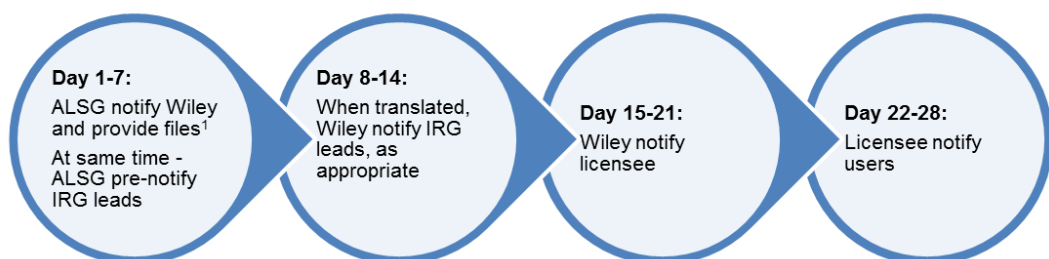 Day 1-7:
ALSG notify Wiley
and provide files¹
At same time -
ALSG pre-notify
IRG leads
Day 8-14:
When translated,
Wiley notify IRG
leads, as
appropriate
Day 15-21:
Wiley notify
licensee
Day 22-28:
Licensee notify
users